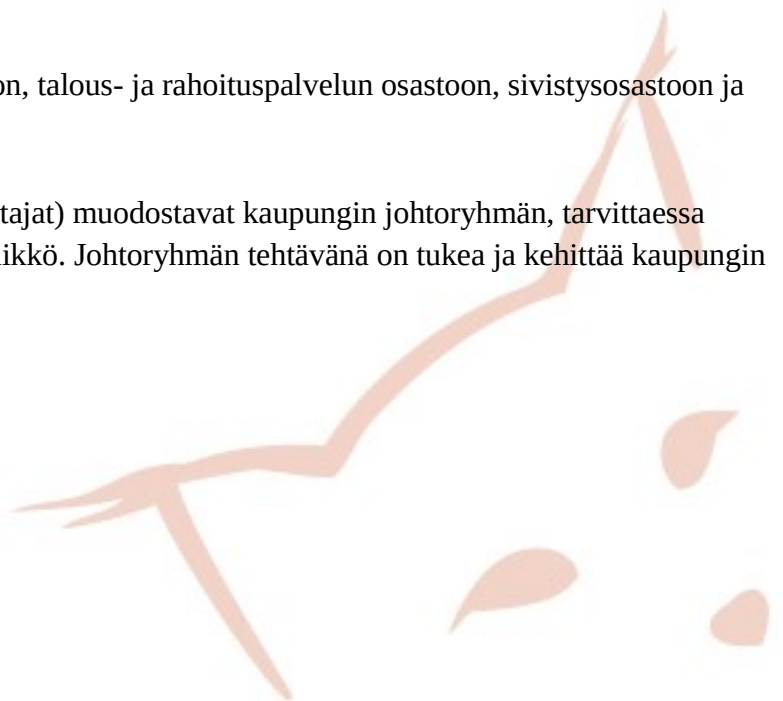 on, talous- ja rahoituspalvelun osastoon, sivistysosastoon ja
tajat) muodostavat kaupungin johtoryhmän, tarvittaessa
ikkö. Johtoryhmän tehtävänä on tukea ja kehittää kaupungin